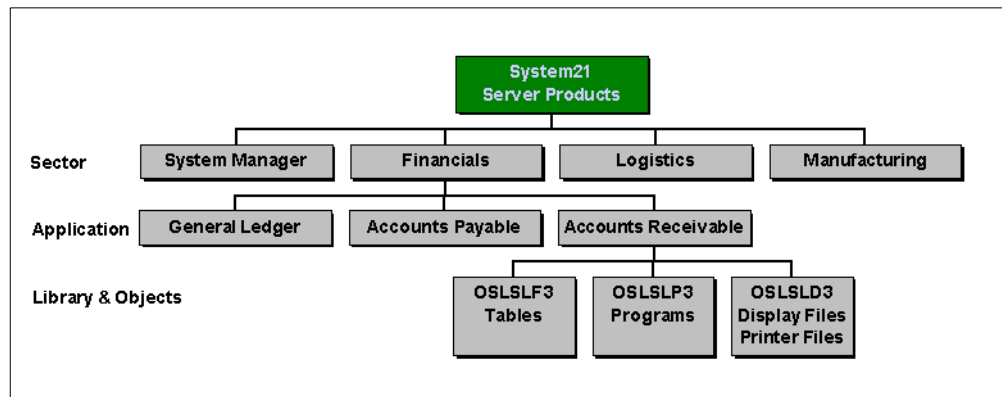 System21
Server Products
Sector
System Manager
Financials
Logistics
Manufacturing
Application
General Ledger
Accounts Payable
Accounts Receivable
Library & Objects
OSLSLF3
Tables
OSLSLP3
Programs
OSLSLD3
Display Files
Printer Files